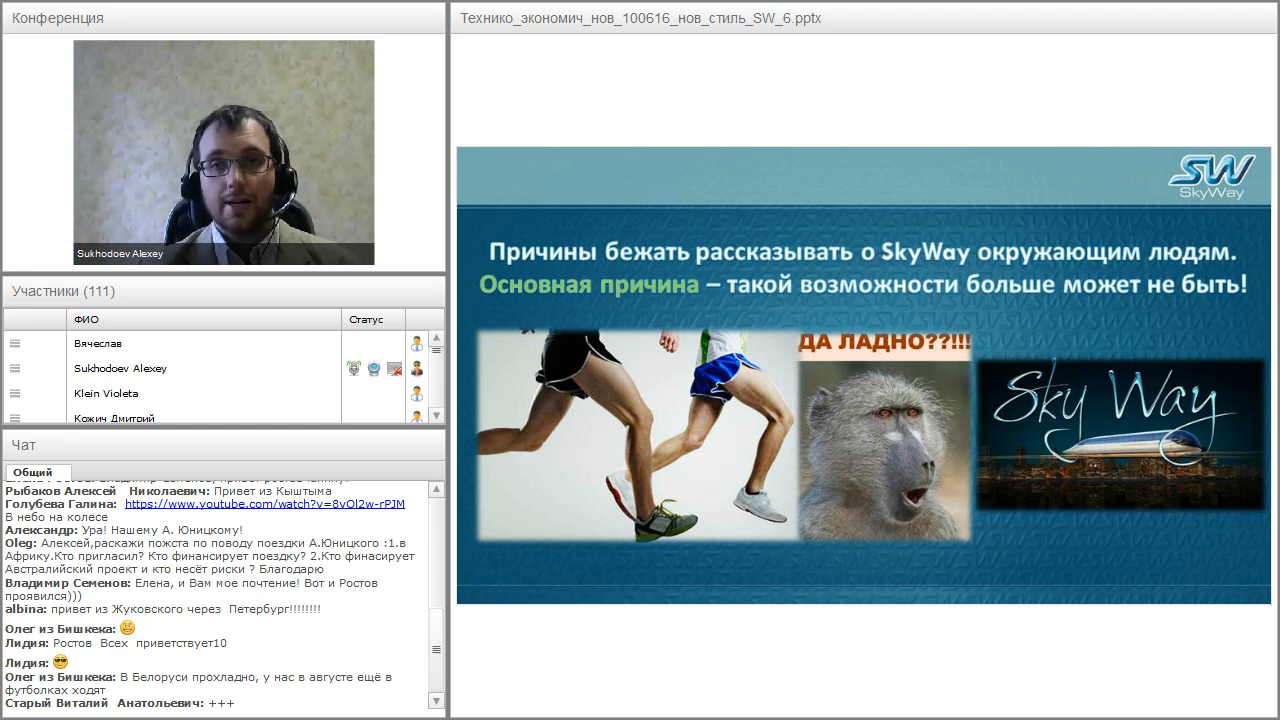 Конференция
Sukhodoev Alexey
Участники (111)
ФИО Статус
Вячеслав
Sukhodoev Alexey
Klein Violeta
Кожич Дмитрий
Чат
Общий
Рыбаков Алексей Николаевич: Привет из Кыштыма
Голубева Галина: https://www.youtube.com/watch?v=8vOl2w-rPJM
В небо на колесе
Александр: Ура! Нашему А. Юницкому!
Oleg: Алексей,раскажи пожста по поводу поездки А.Юницкого :1.в
Африку.Кто пригласил? Кто финансирует поездку? 2.Кто финасирует
Австралийский проект и кто несёт риски ? Благодарю
Владимир Семенов: Елена, и Вам мое почтение! Вот и Ростов
проявился)))
albina: привет из Жуковского через Петербург!!!!!!!!
Олег из Бишкека:
Лидия: Ростов Всех приветствует10
Лидия:
Олег из Бишкека: В Белоруси прохладно, у нас в августе ещё в
футболках ходят
Старый Виталий Анатольевич: +++
Технико_экономич_нов_100616_нов_стиль_SW_6.pptx
SW
SkyWay
Причины бежать рассказывать о SkyWay окружающим людям.
Основная причина – такой возможности больше может не быть!
ДА ЛАДНО??!!!
Sky Way